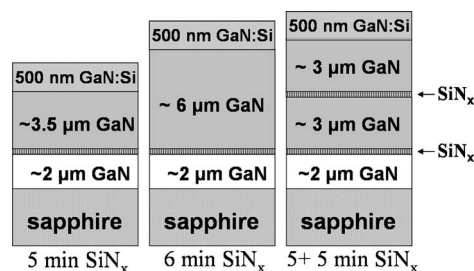 500 nm GaN:Si
~3.5 µm GaN
~2 µm GaN
sapphire
5 min SiNₓ
500 nm GaN:Si
~ 6 µm GaN
~2 µm GaN
sapphire
6 min SiNₓ
500 nm GaN:Si
~ 3 µm GaN
~ 3 µm GaN
~2 µm GaN
sapphire
5+ 5 min SiNₓ
SiNₓ
SiNₓ